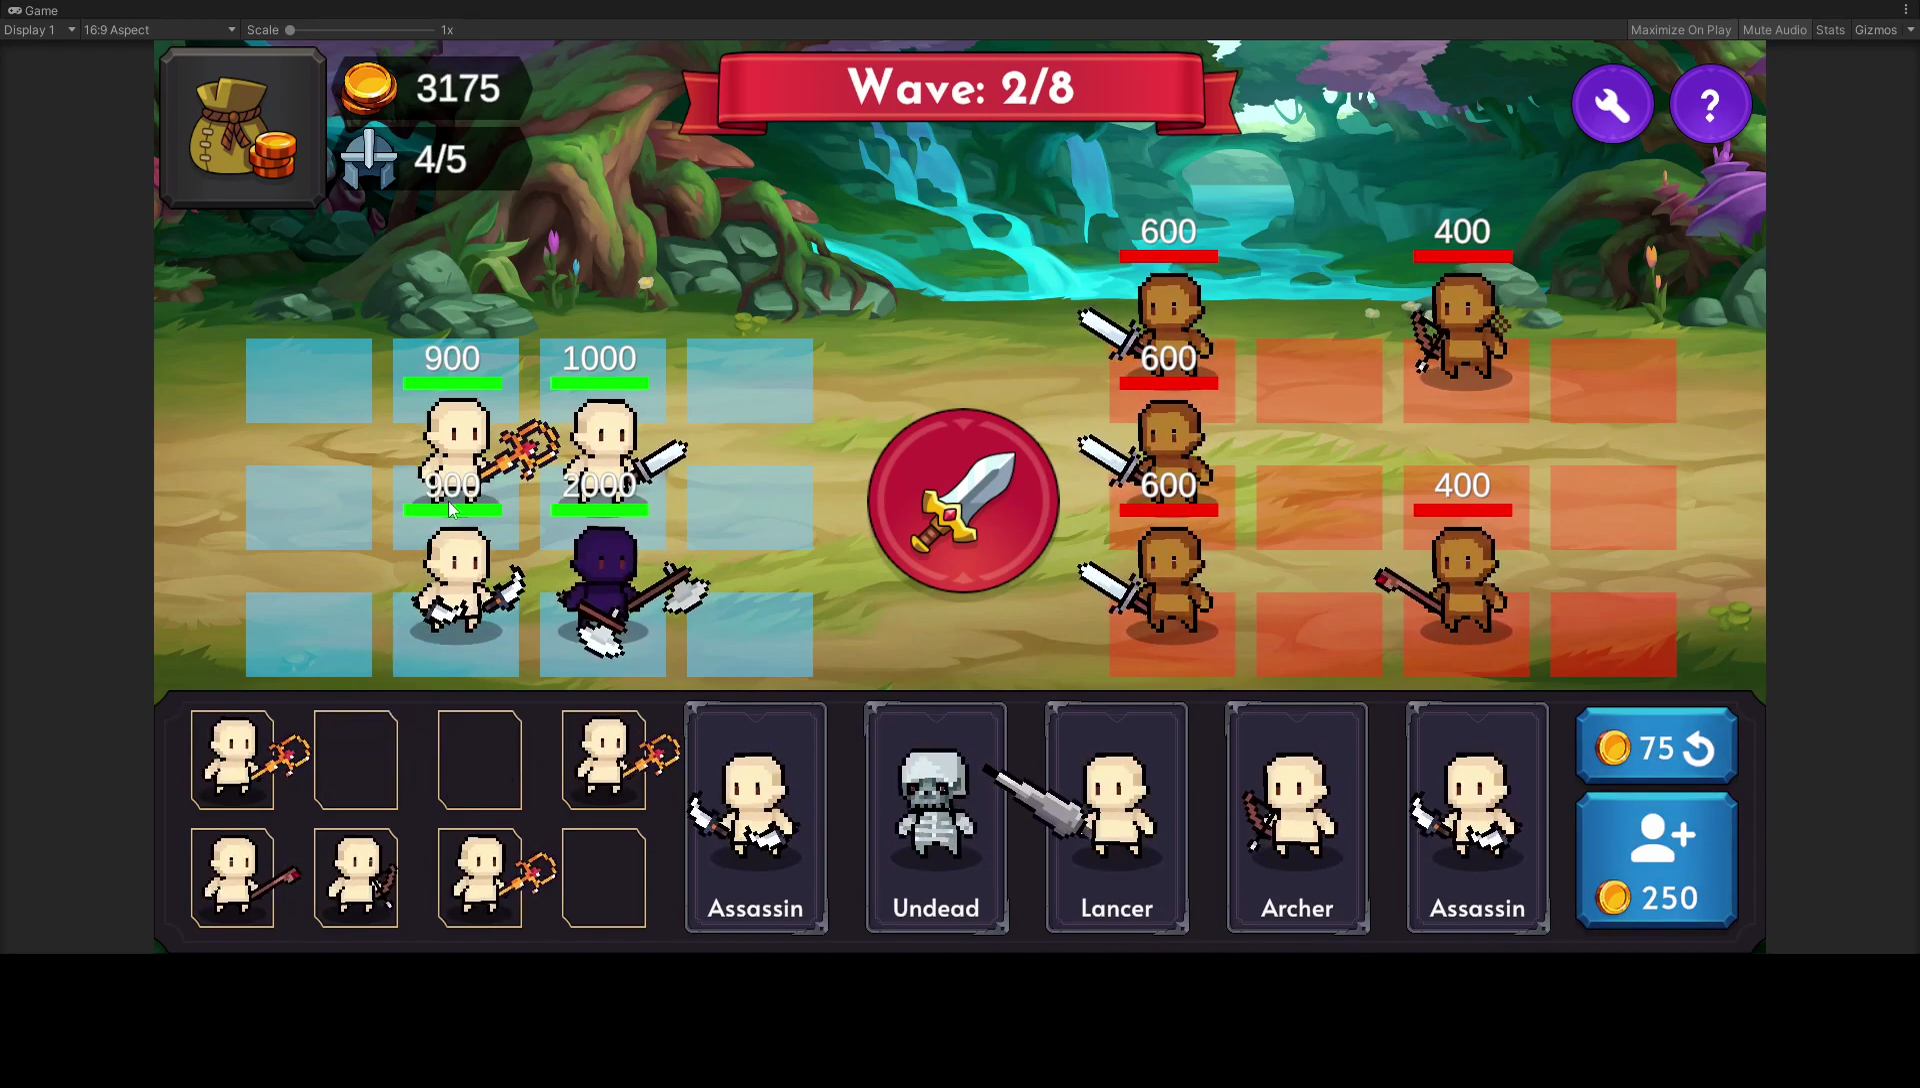 Game
Display 1 16:9 Aspect Scale 1x Maximize On Play Mute Audio Stats Gizmos
3175
Wave: 2/8
?
4/5
600 400
900 1000 600
900 2000 600 400
75
250
Assassin Undead Lancer Archer Assassin